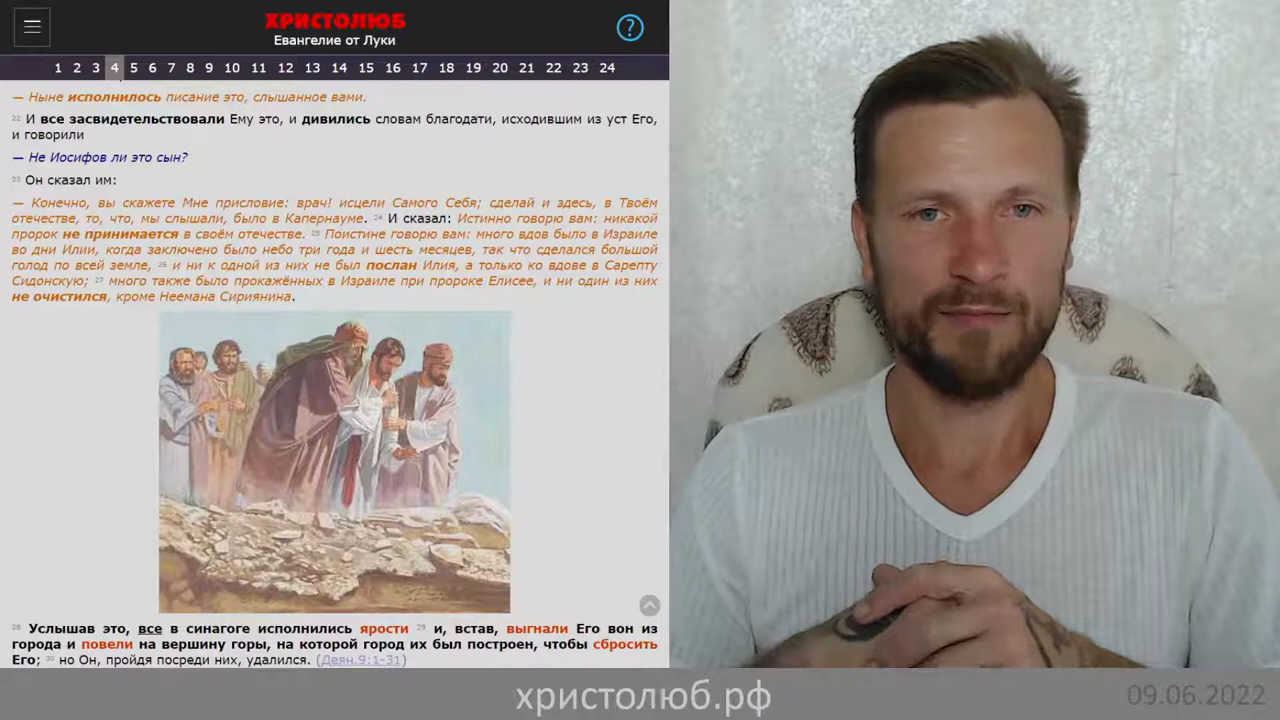 ХРИСТОЛЮБ
Евангелие от Луки
?
1 2 3 4 5 6 7 8 9 10 11 12 13 14 15 16 17 18 19 20 21 22 23 24
— Ныне исполнилось писание это, слышанное вами.
22 И все засвидетельствовали Ему это, и дивились словам благодати, исходившим из уст Его,
и говорили
— Не Иосифов ли это сын?
23 Он сказал им:
— Конечно, вы скажете Мне присловие: врач! исцели Самого Себя; сделай и здесь, в Твоём
отечестве, то, что, мы слышали, было в Капернауме. 24 И сказал: Истинно говорю вам: никакой
пророк не принимается в своём отечестве. 25 Поистине говорю вам: много вдов было в Израиле
во дни Илии, когда заключено было небо три года и шесть месяцев, так что сделался большой
голод по всей земле, 26 и ни к одной из них не был послан Илия, а только ко вдове в Сарепту
Сидонскую; 27 много также было прокажённых в Израиле при пророке Елисее, и ни один из них
не очистился, кроме Неемана Сириянина.
28 Услышав это, все в синагоге исполнились ярости 29 и, встав, выгнали Его вон из
города и повели на вершину горы, на которой город их был построен, чтобы сбросить
Его; 30 но Он, пройдя посреди них, удалился. (Деян.9:1-31)
христолюб.рф
09.06.2022